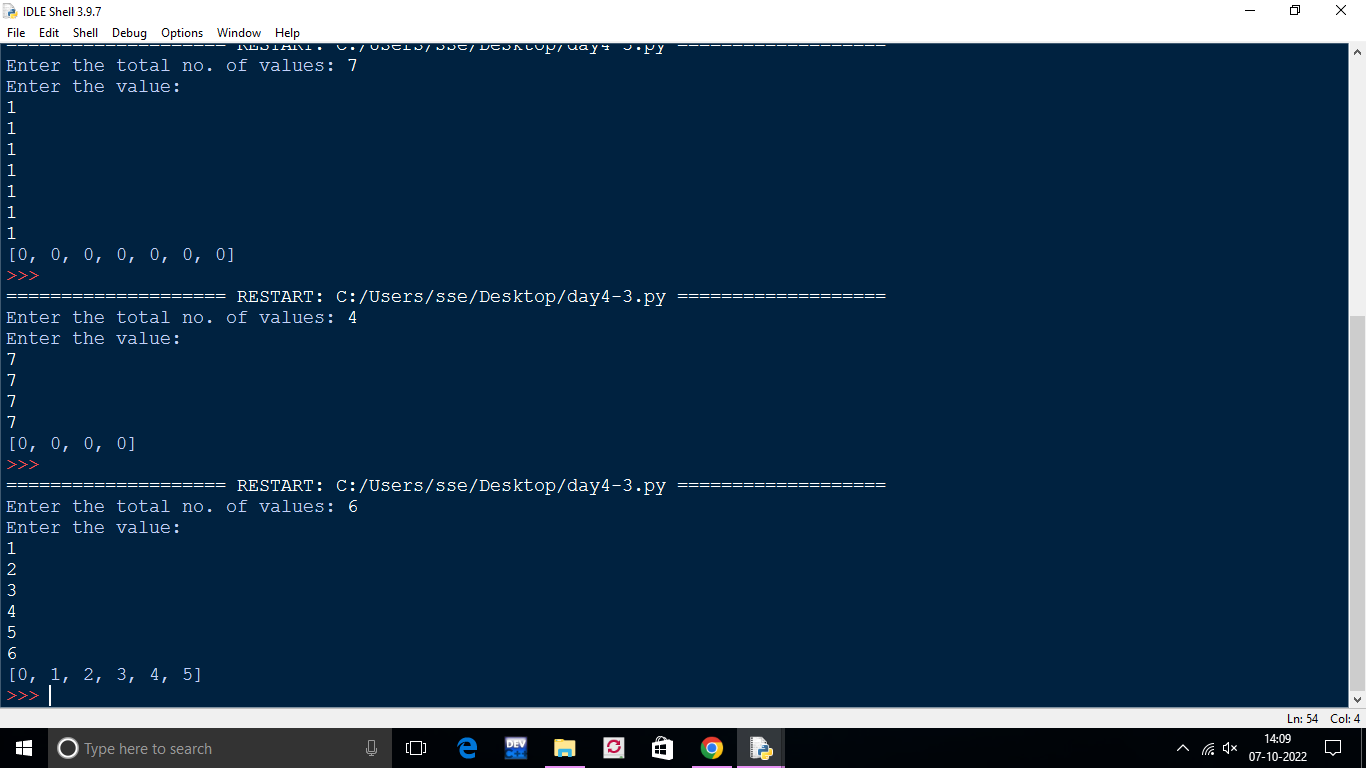 IDLE Shell 3.9.7
File Edit Shell Debug Options Window Help
==================== RESTART: C:/Users/sse/Desktop/day4-3.py ===================
Enter the total no. of values: 7
Enter the value:
1
1
1
1
1
1
1
[0, 0, 0, 0, 0, 0, 0]
>>>
==================== RESTART: C:/Users/sse/Desktop/day4-3.py ===================
Enter the total no. of values: 4
Enter the value:
7
7
7
7
[0, 0, 0, 0]
>>>
==================== RESTART: C:/Users/sse/Desktop/day4-3.py ===================
Enter the total no. of values: 6
Enter the value:
1
2
3
4
5
6
[0, 1, 2, 3, 4, 5]
>>>
Ln: 54 Col: 4
Type here to search
DEV
C++
14:09
07-10-2022